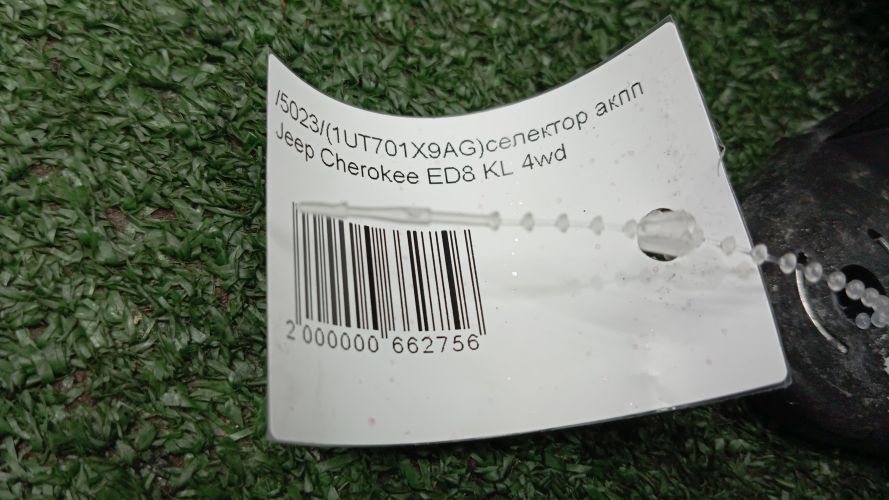 /5023/(1UT701X9AG)селектор акпп
Jeep Cherokee ED8 KL 4wd
2 000000 662756